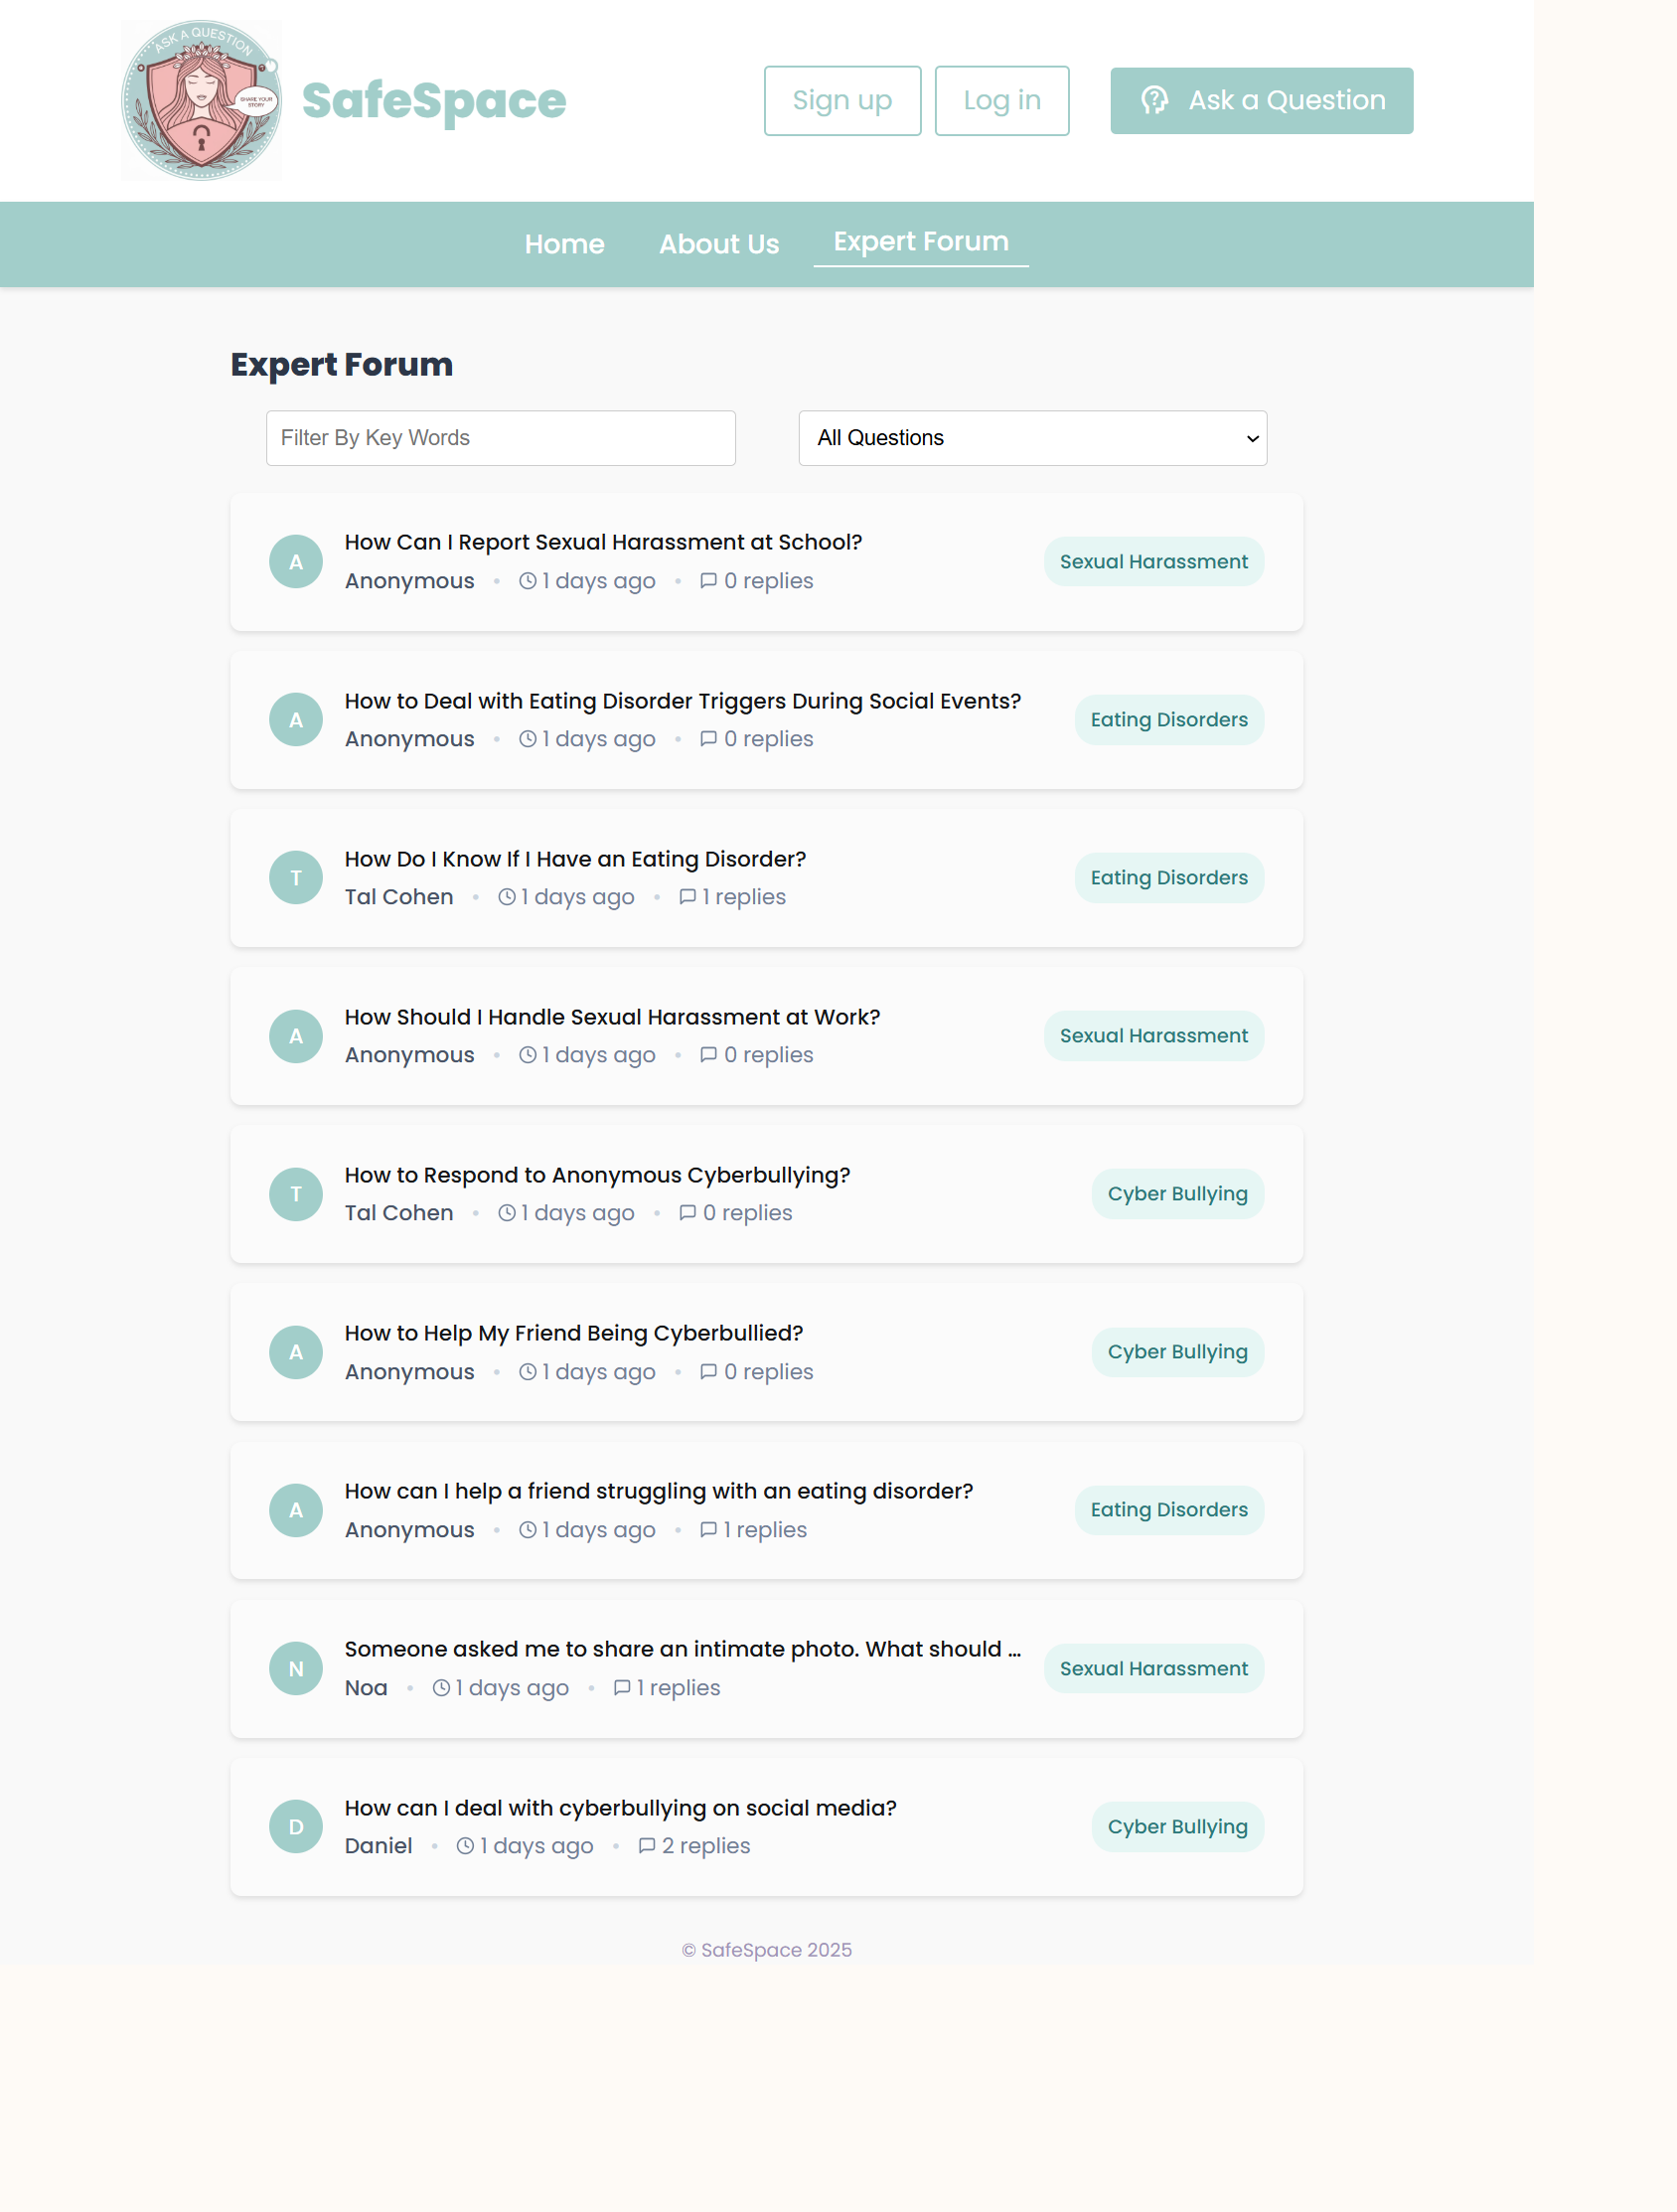 ASK A QUESTION
SHARE YOUR
STORY
SafeSpace
Sign up
Log in
Ask a Question
Home
About Us
Expert Forum
Expert Forum
Filter By Key Words
All Questions
A
How Can I Report Sexual Harassment at School?
Anonymous • 1 days ago • 0 replies
Sexual Harassment
A
How to Deal with Eating Disorder Triggers During Social Events?
Anonymous • 1 days ago • 0 replies
Eating Disorders
T
How Do I Know If I Have an Eating Disorder?
Tal Cohen • 1 days ago • 1 replies
Eating Disorders
A
How Should I Handle Sexual Harassment at Work?
Anonymous • 1 days ago • 0 replies
Sexual Harassment
T
How to Respond to Anonymous Cyberbullying?
Tal Cohen • 1 days ago • 0 replies
Cyber Bullying
A
How to Help My Friend Being Cyberbullied?
Anonymous • 1 days ago • 0 replies
Cyber Bullying
A
How can I help a friend struggling with an eating disorder?
Anonymous • 1 days ago • 1 replies
Eating Disorders
N
Someone asked me to share an intimate photo. What should ...
Noa • 1 days ago • 1 replies
Sexual Harassment
D
How can I deal with cyberbullying on social media?
Daniel • 1 days ago • 2 replies
Cyber Bullying
© SafeSpace 2025